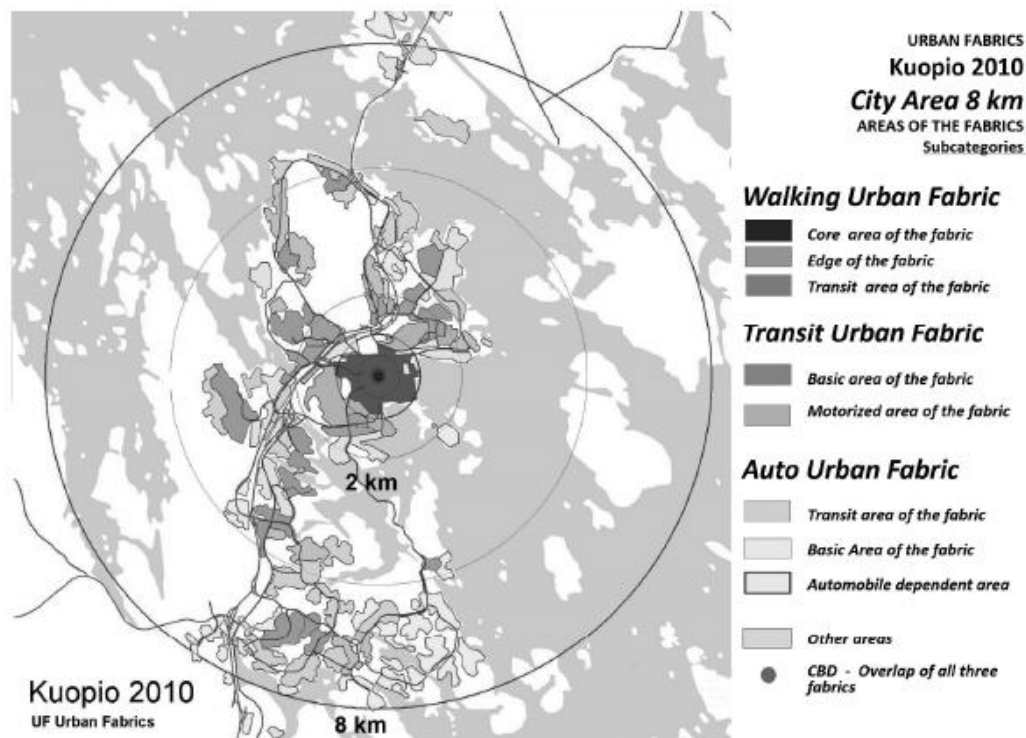 URBAN FABRICS
Kuopio 2010
City Area 8 km
AREAS OF THE FABRICS
Subcategories
Walking Urban Fabric
Core area of the fabric
Edge of the fabric
Transit area of the fabric
Transit Urban Fabric
Basic area of the fabric
Motorized area of the fabric
Auto Urban Fabric
Transit area of the fabric
Basic Area of the fabric
Automobile dependent area
Other areas
CBD - Overlap of all three
fabrics
2 km
8 km
Kuopio 2010
UF Urban Fabrics